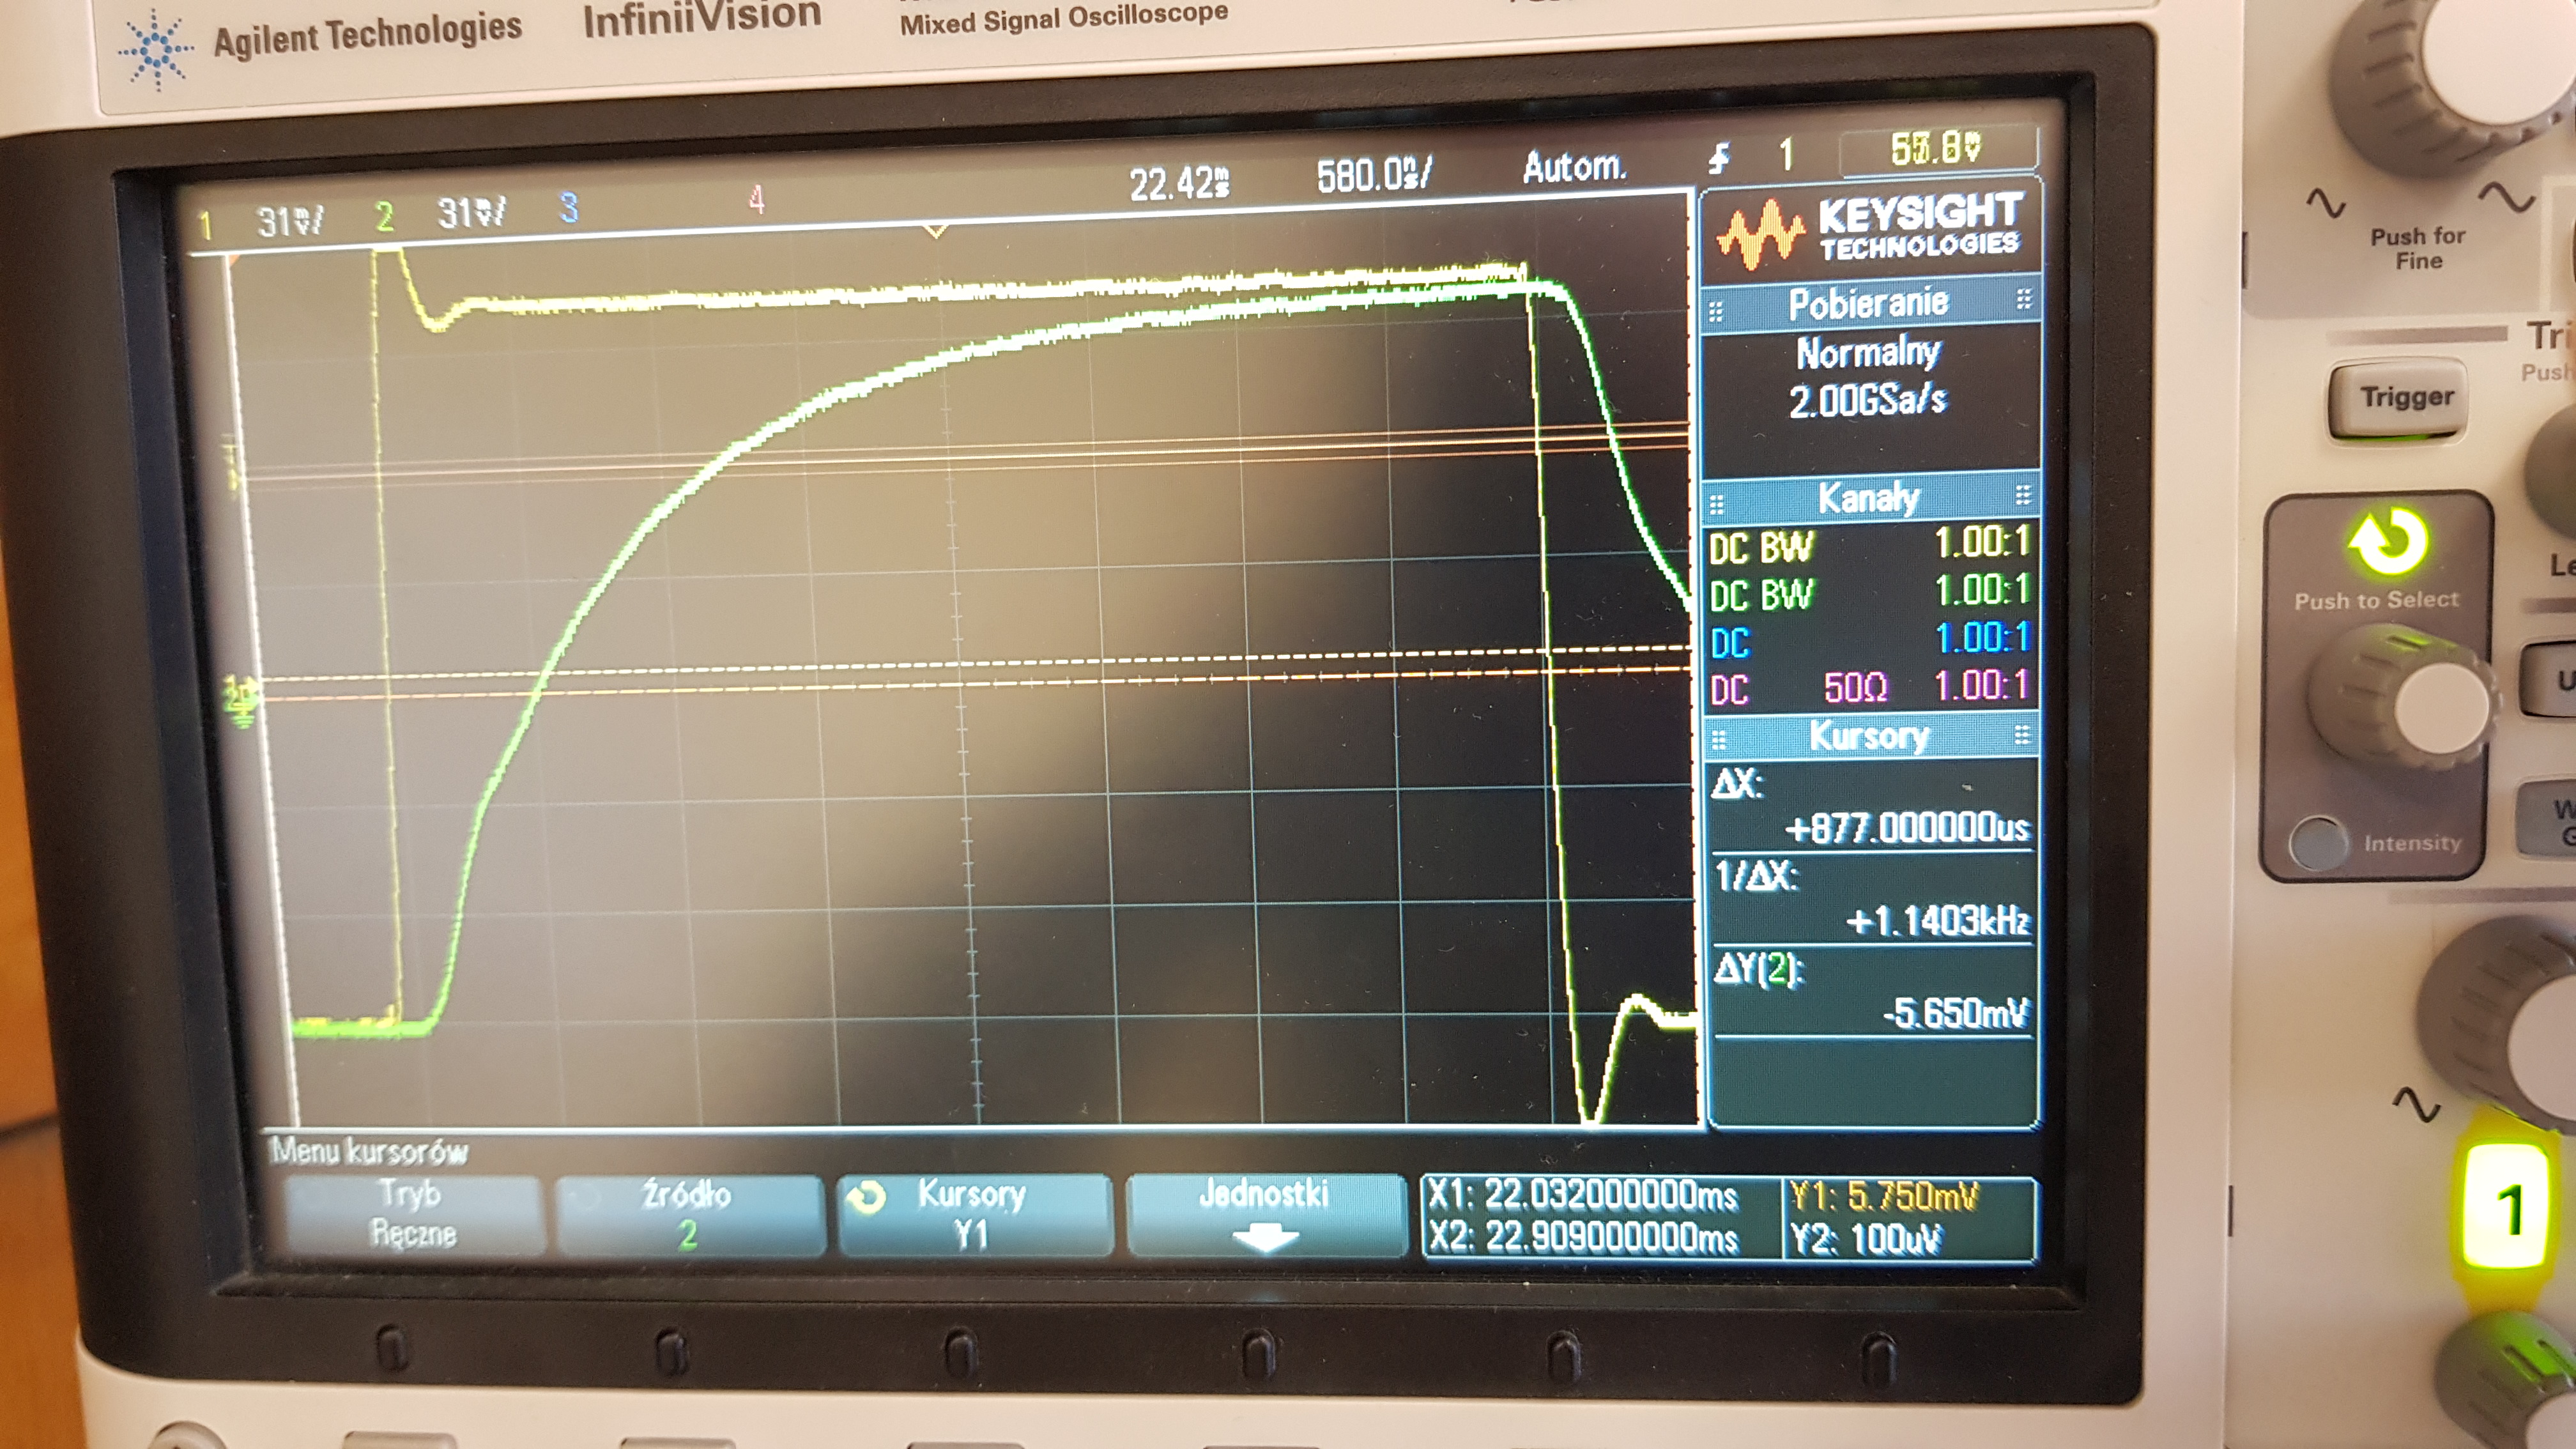 Agilent Technologies InfiniiVision
Mixed Signal Oscilloscope
1 31mV/ 2 31mV/ 3 4 22.42ms 580.0ns/ Autom. 1
KEYSIGHT
TECHNOLOGIES
Pobieranie
Normalny
2.00GSa/s
Kanały
DC BW 1.00:1
DC BW 1.00:1
DC 1.00:1
DC 50Ω 1.00:1
Kursory
ΔX:
+877.000000us
1/ΔX:
+1.1403kHz
ΔY(2):
-5.650mV
Menu kursorów
Tryb
Ręczne
Źródło
2
Kursory
Y1
Jednostki
X1: 22.032000000ms
X2: 22.909000000ms
Y1: 5.750mV
Y2: 100uV
Push for
Fine
Trigger
Push to Select
Intensity
1